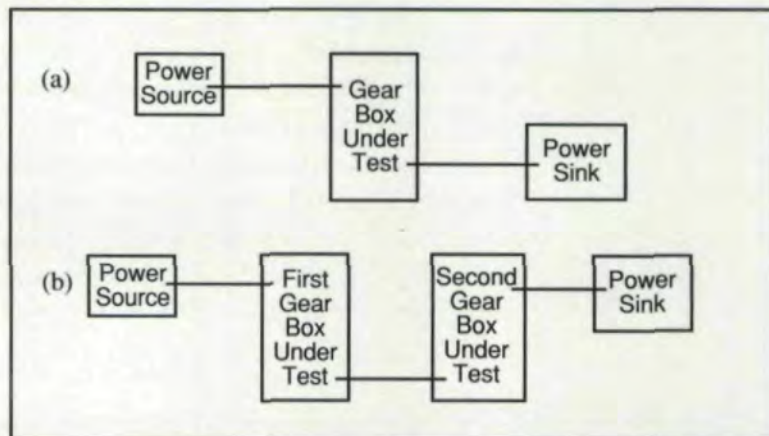 (a)
Power
Source
Gear
Box
Under
Test
Power
Sink
(b)
Power
Source
First
Gear
Box
Under
Test
Second
Gear
Box
Under
Test
Power
Sink